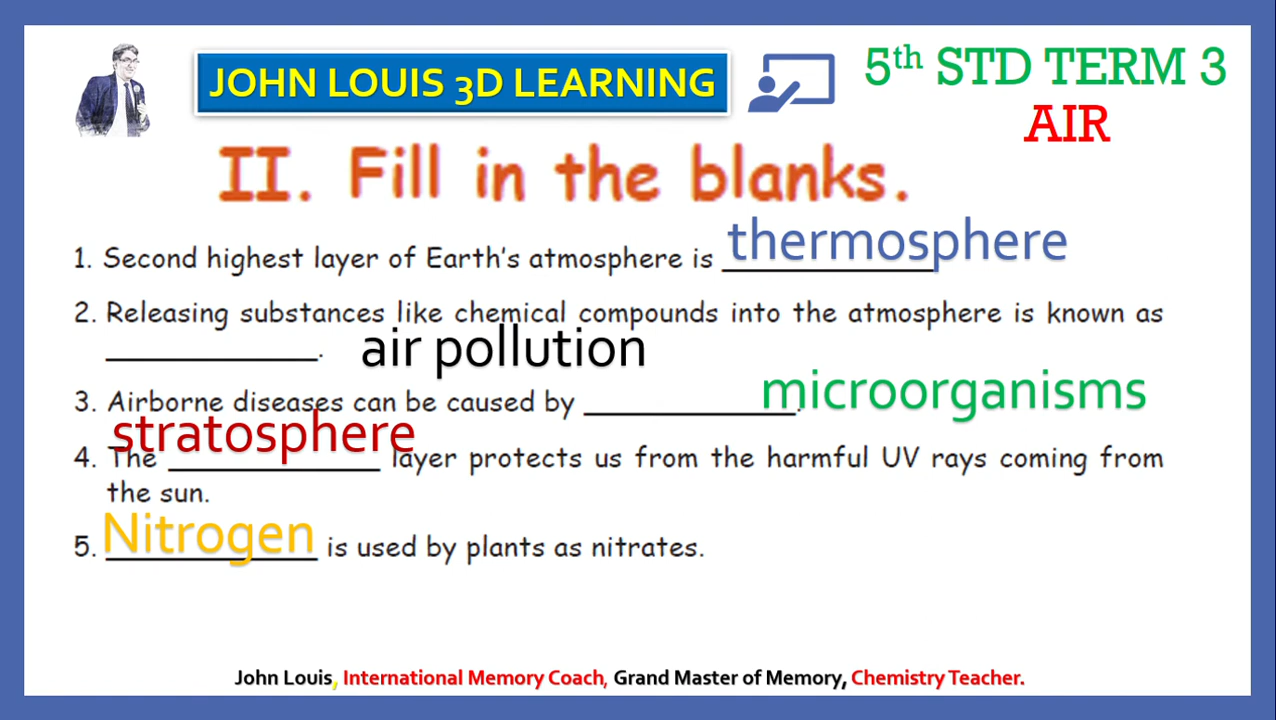 JOHN LOUIS 3D LEARNING
5th STD TERM 3
AIR
II. Fill in the blanks.
1. Second highest layer of Earth's atmosphere is ______________ thermosphere
2. Releasing substances like chemical compounds into the atmosphere is known as
______________. air pollution
3. Airborne diseases can be caused by ______________. microorganisms
stratosphere
4. The ______________ layer protects us from the harmful UV rays coming from
the sun.
5. Nitrogen is used by plants as nitrates.
John Louis, International Memory Coach, Grand Master of Memory, Chemistry Teacher.